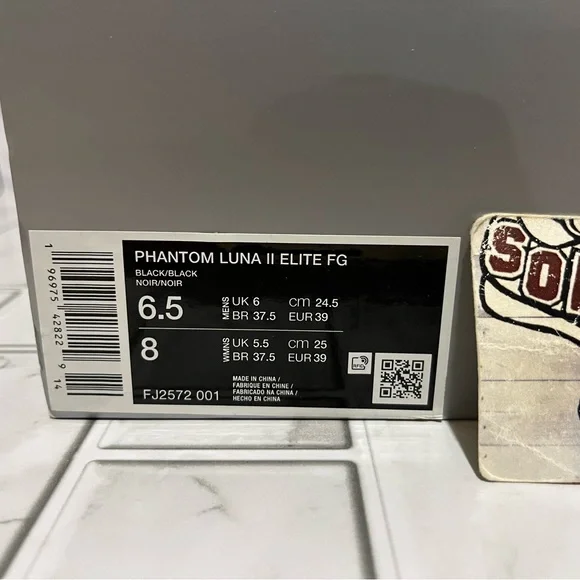 PHANTOM LUNA II ELITE FG
BLACK/BLACK
NOIR/NOIR
6.5 MENS UK 6 cm 24.5
BR 37.5 EUR 39
8 WMNS UK 5.5 cm 25
BR 37.5 EUR 39
FJ2572 001
MADE IN CHINA /
FABRIQUE EN CHINE /
FABRICADO NA CHINA /
HECHO EN CHINA
RFID
1 96975 42822 9 14
SO